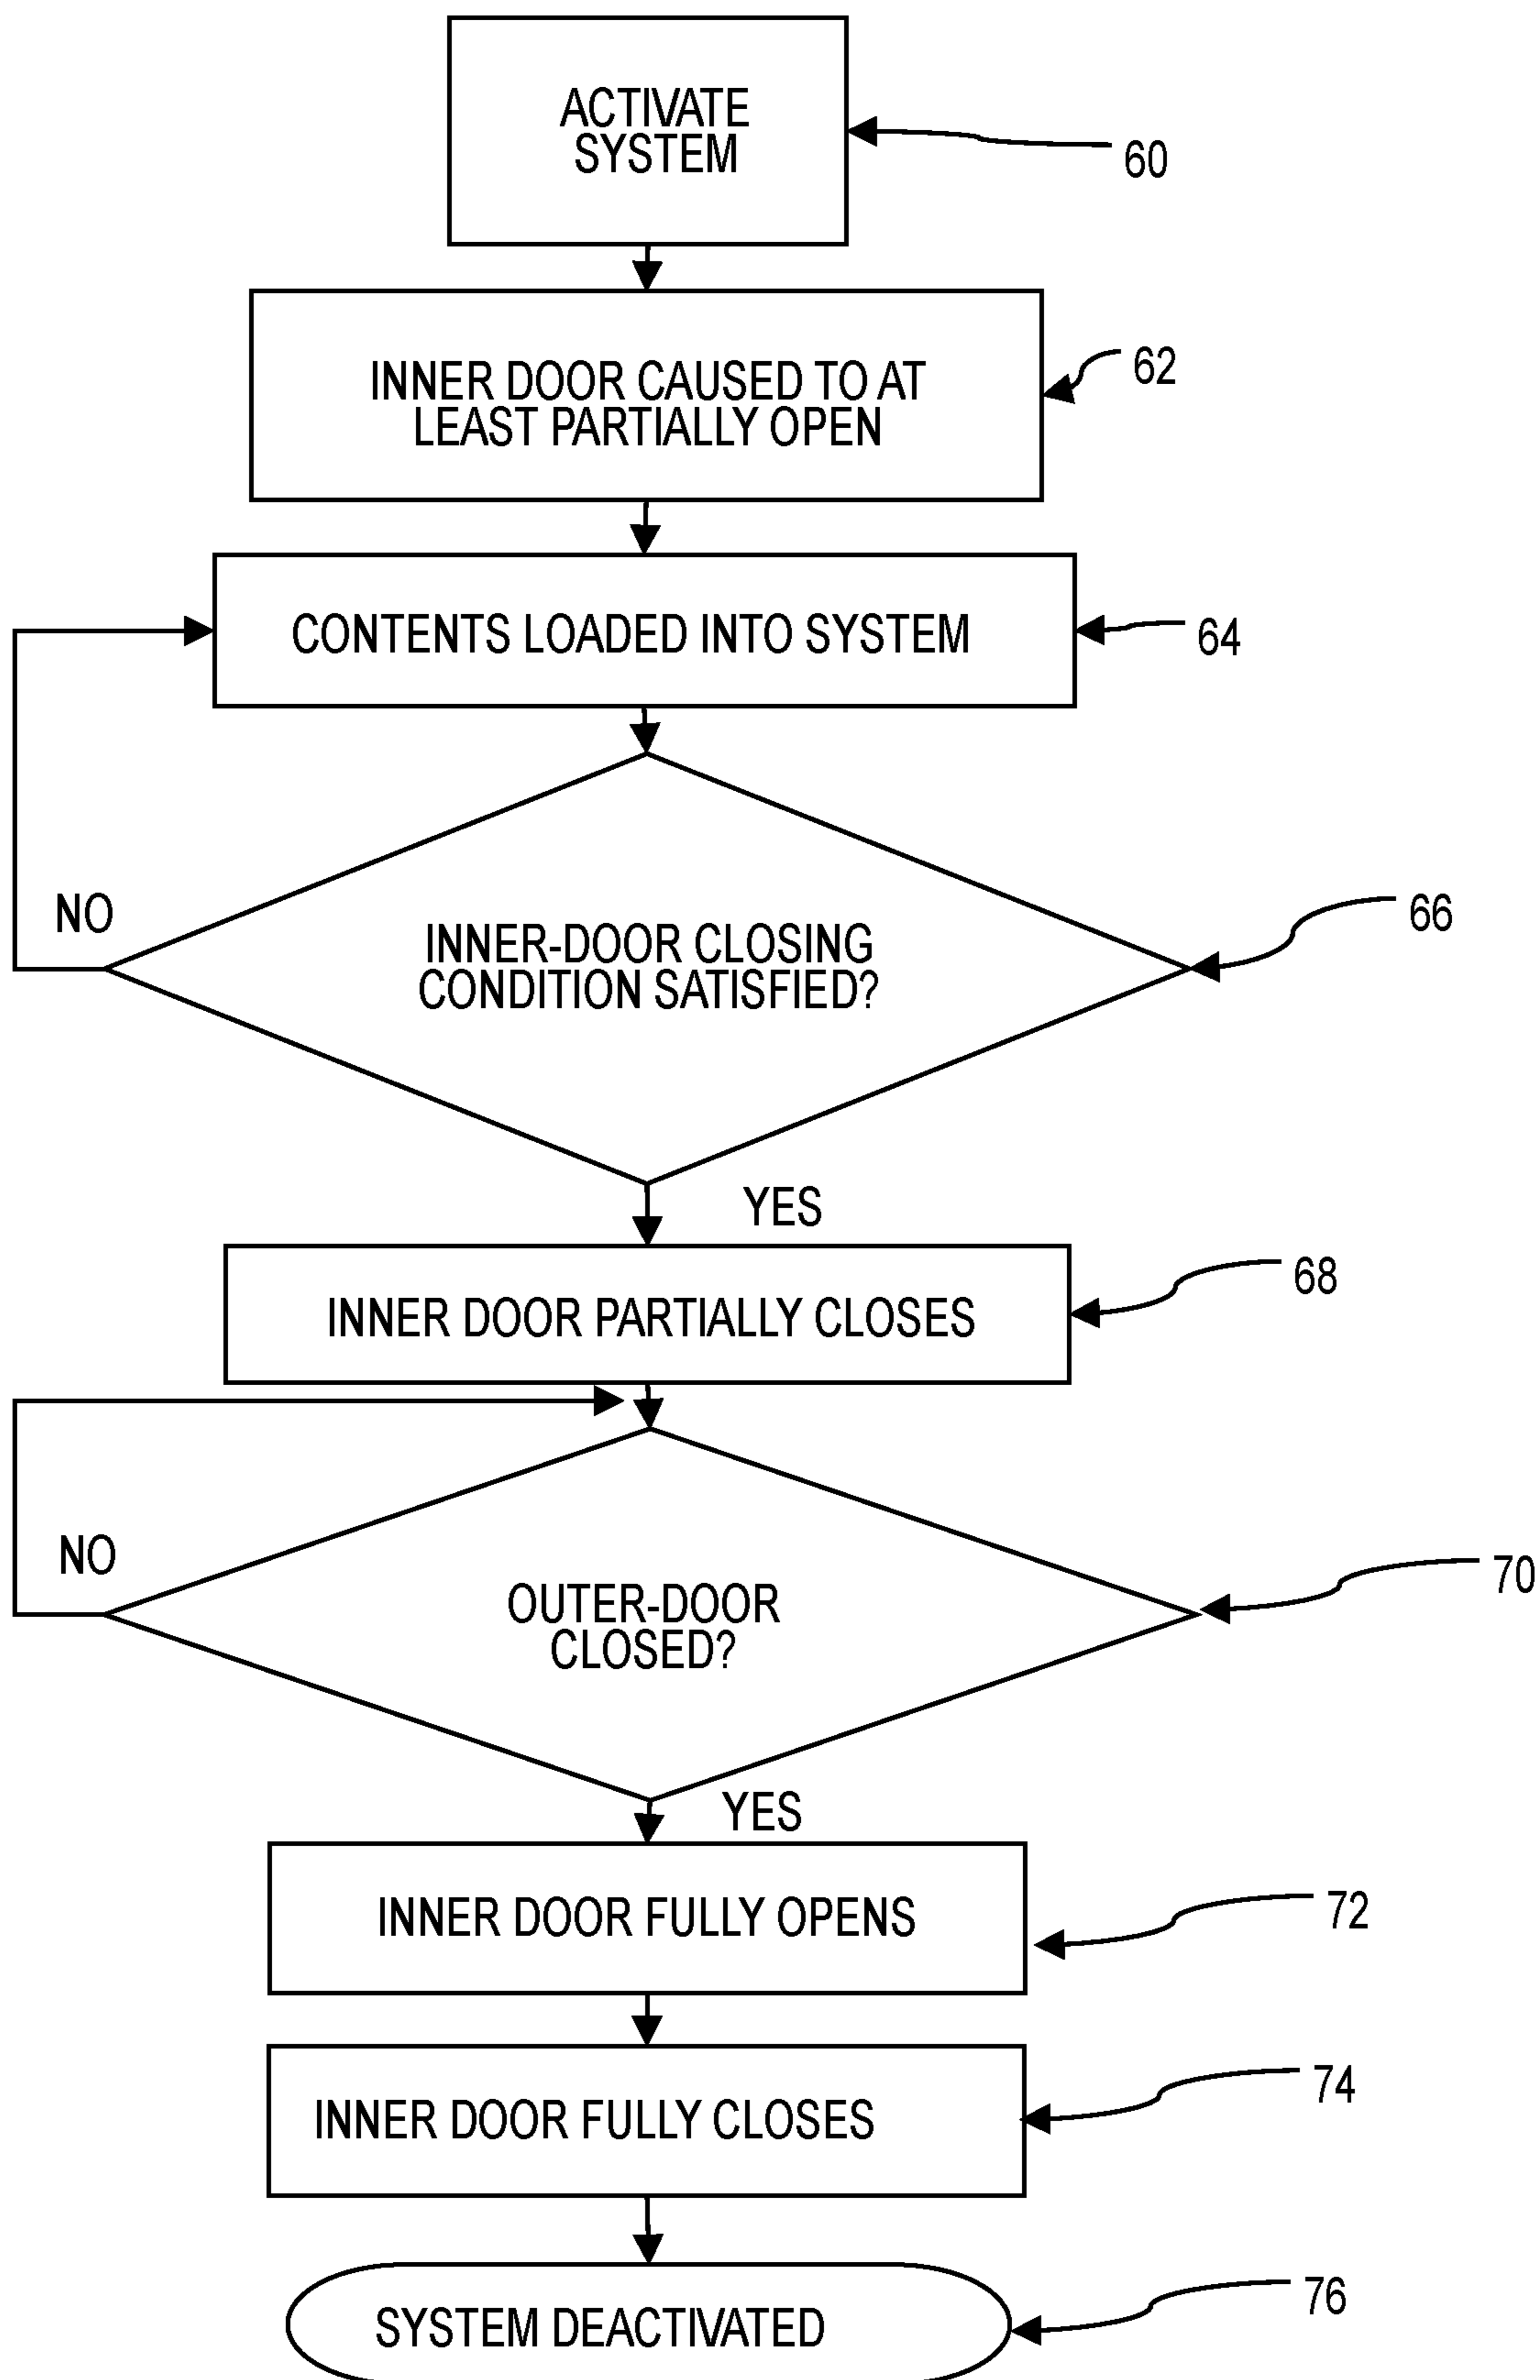 ACTIVATE
SYSTEM
60
INNER DOOR CAUSED TO AT
LEAST PARTIALLY OPEN
62
CONTENTS LOADED INTO SYSTEM
64
NO
INNER-DOOR CLOSING
CONDITION SATISFIED?
66
YES
INNER DOOR PARTIALLY CLOSES
68
NO
OUTER-DOOR
CLOSED?
70
YES
INNER DOOR FULLY OPENS
72
INNER DOOR FULLY CLOSES
74
SYSTEM DEACTIVATED
76